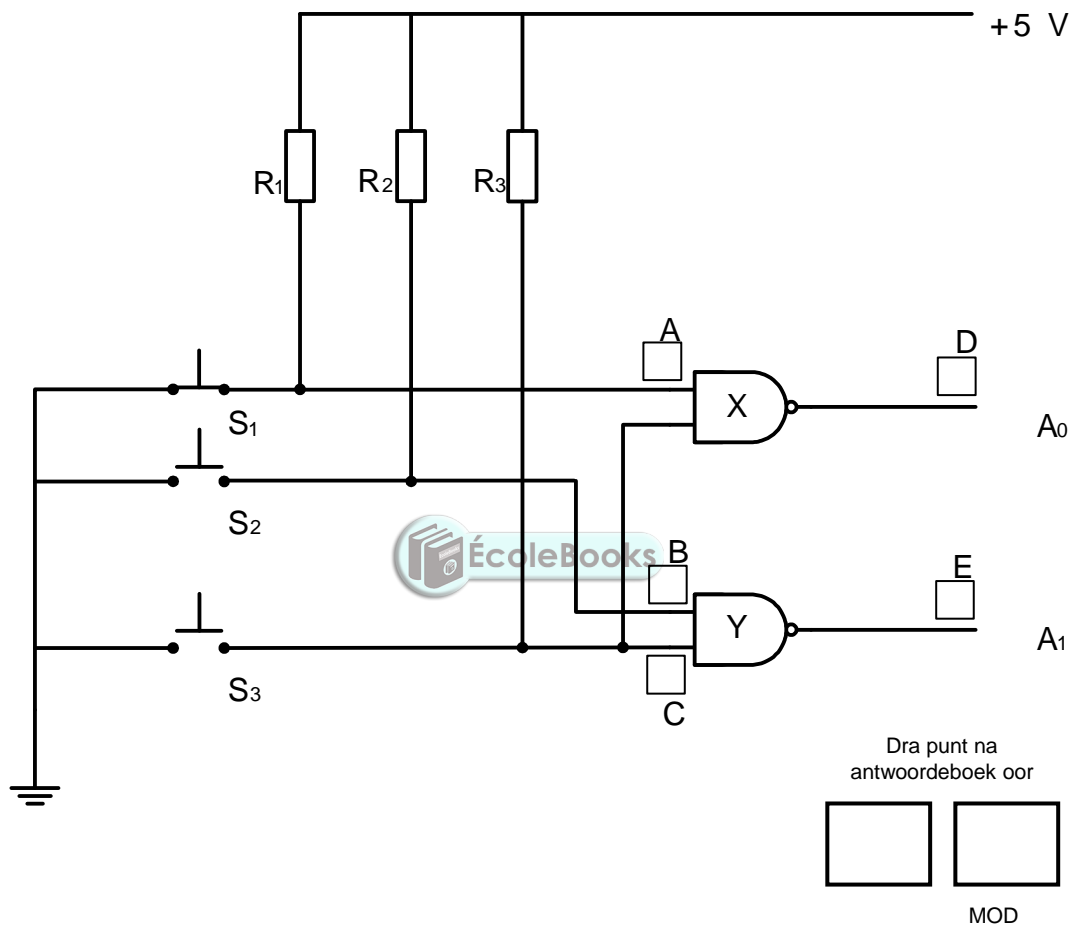 +5 V
R1
R2
R3
A
D
X
S1
A0
S2
ÉcoleBooks
B
E
Y
A1
S3
C
Dra punt na
antwoordeboek oor
MOD